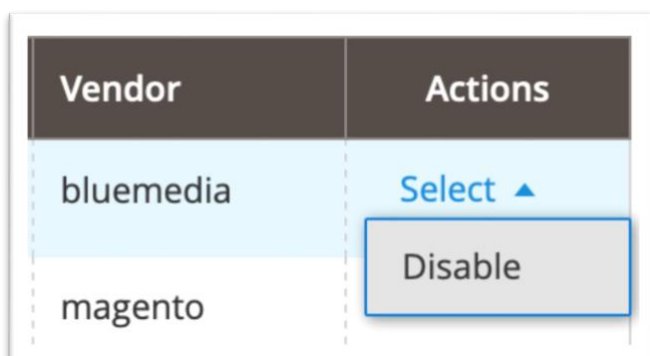 Vendor Actions
bluemedia Select ▲
Disable
magento